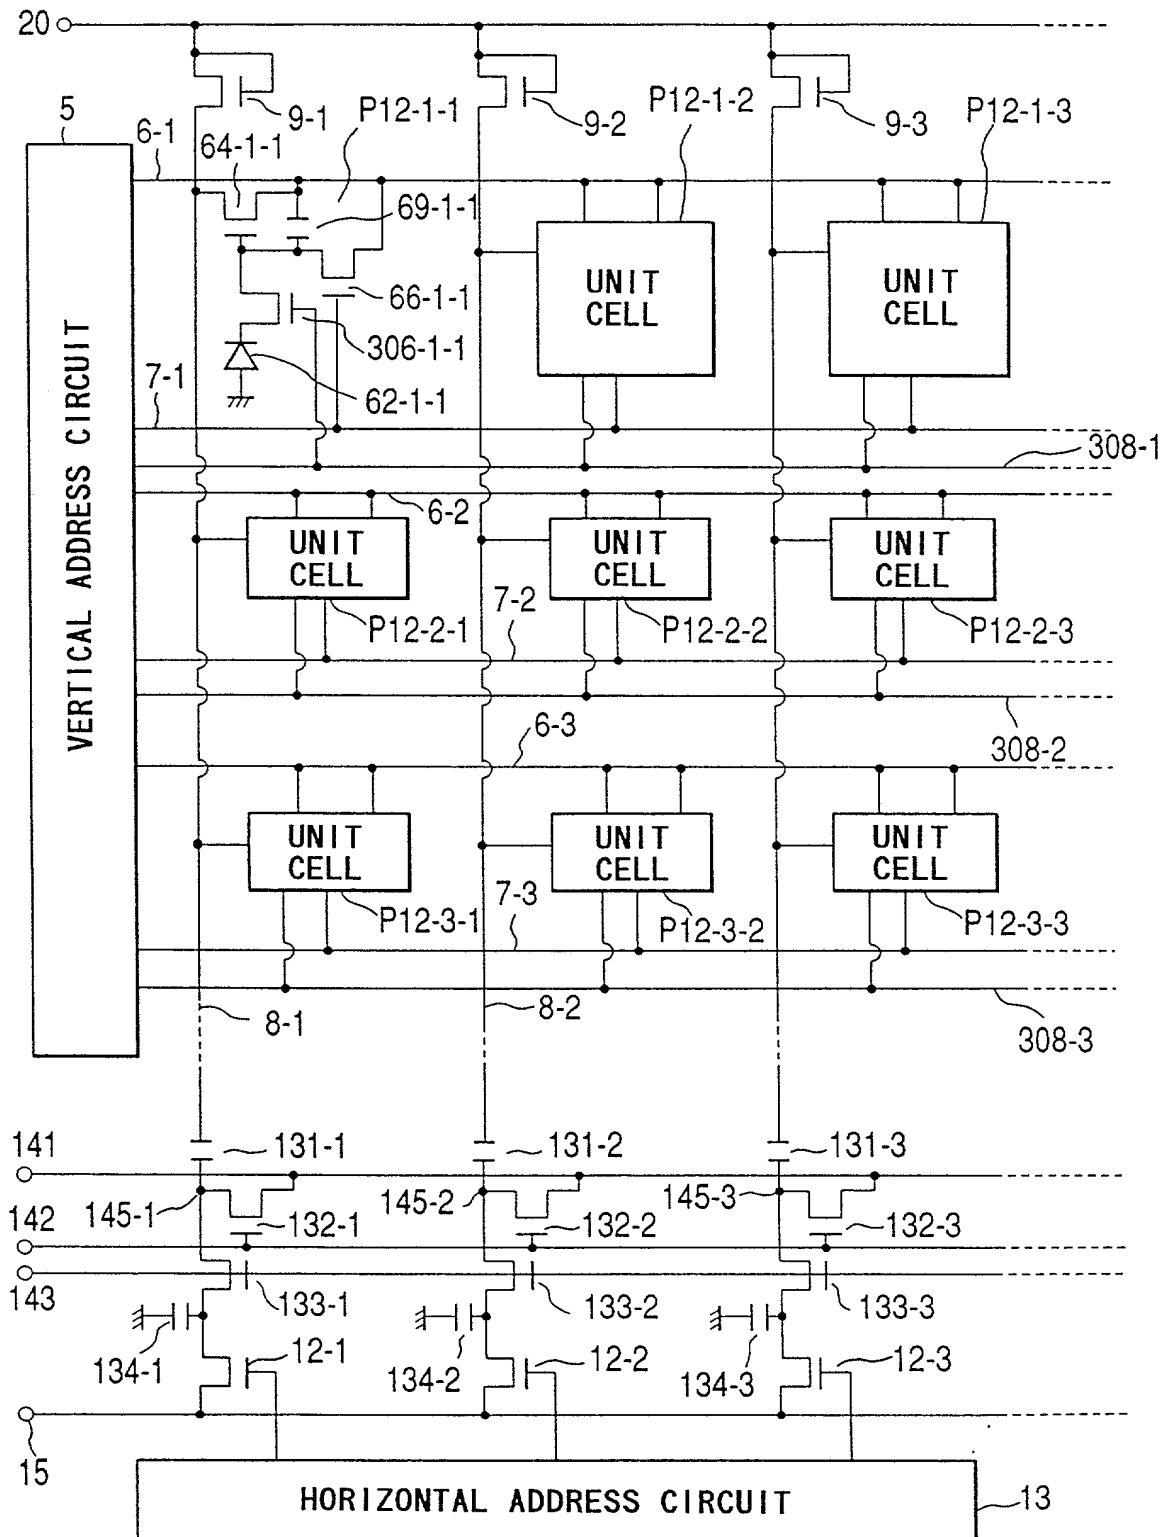 20
9-1
9-2
9-3
5
6-1
64-1-1
P12-1-1
P12-1-2
P12-1-3
69-1-1
66-1-1
306-1-1
62-1-1
UNIT
CELL
UNIT
CELL
VERTICAL ADDRESS CIRCUIT
7-1
308-1
6-2
UNIT
CELL
UNIT
CELL
UNIT
CELL
P12-2-1
7-2
P12-2-2
P12-2-3
6-3
308-2
UNIT
CELL
UNIT
CELL
UNIT
CELL
P12-3-1
7-3
P12-3-2
P12-3-3
8-1
8-2
308-3
141
131-1
131-2
131-3
145-1
145-2
145-3
142
132-1
132-2
132-3
143
133-1
133-2
133-3
134-1
12-1
134-2
12-2
134-3
12-3
15
HORIZONTAL ADDRESS CIRCUIT
13